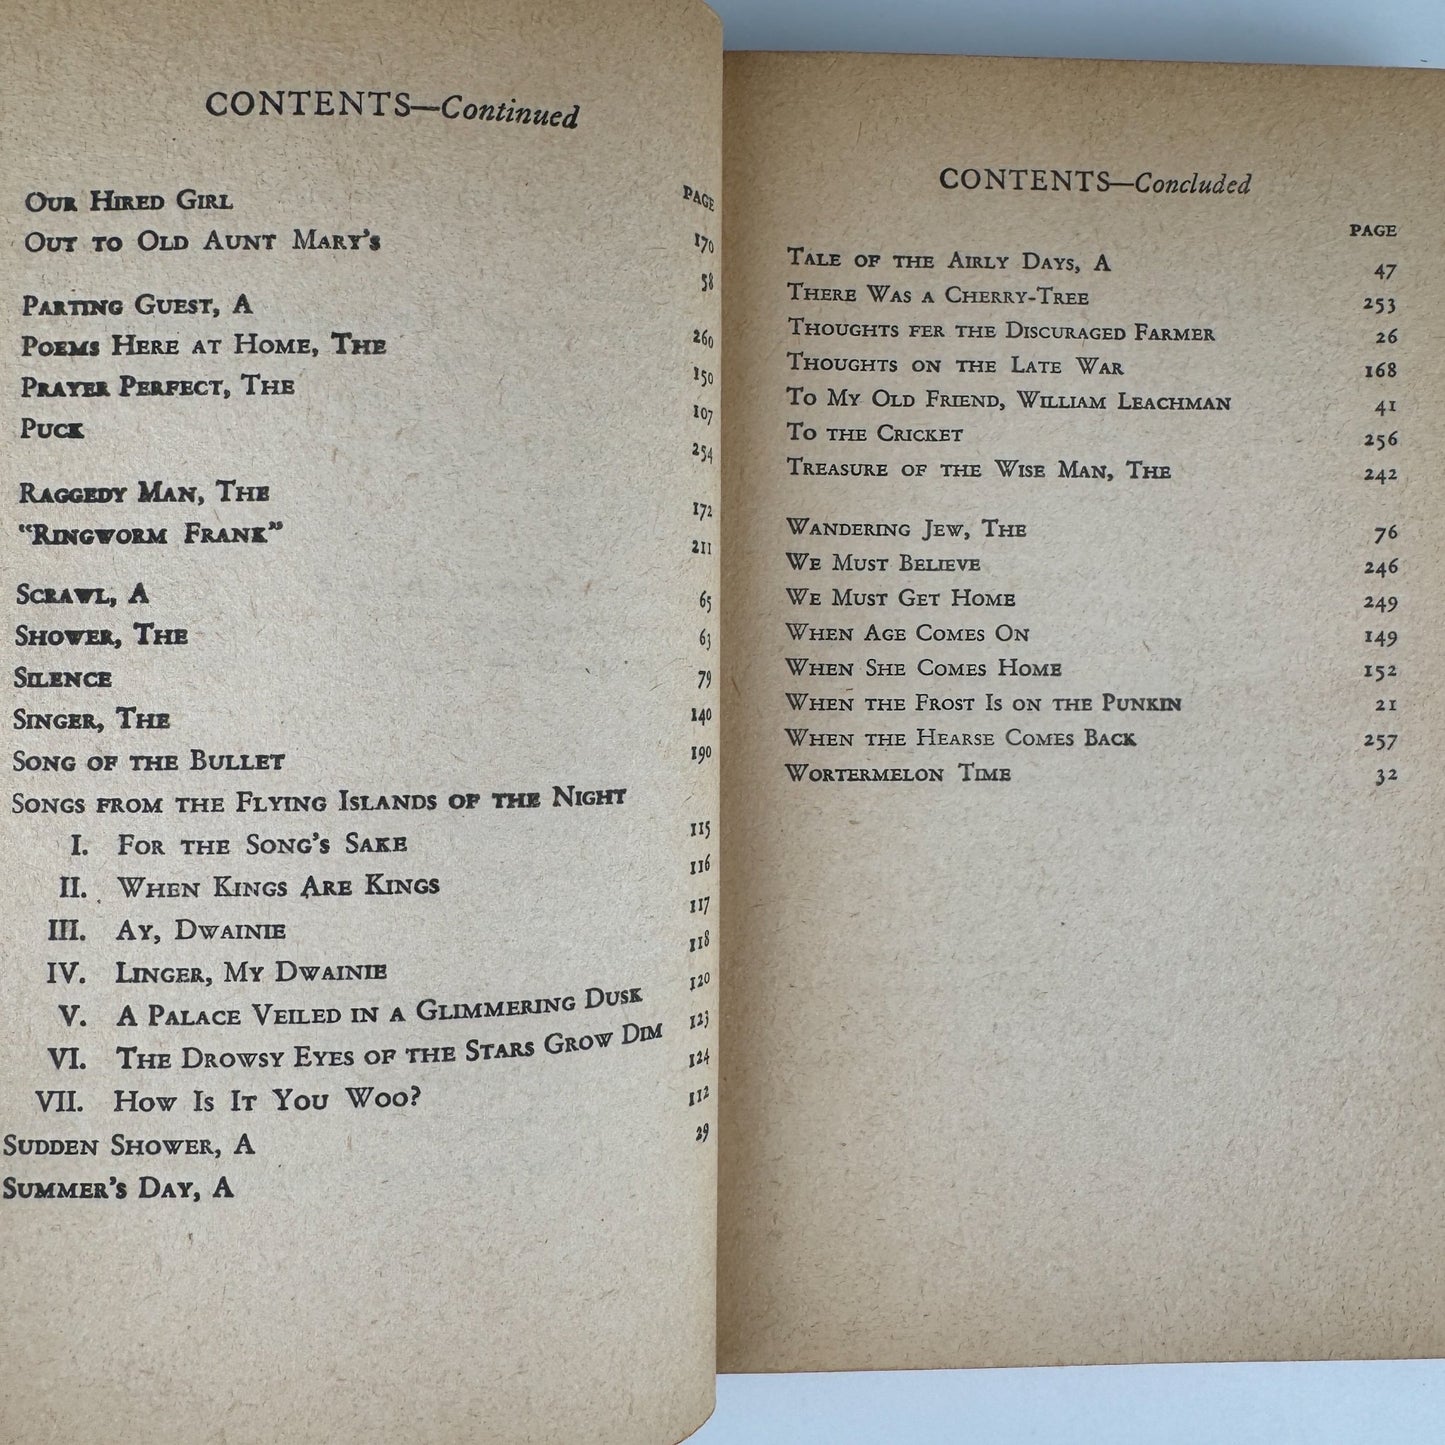 CONTENTS—Continued
PAGE
OUR HIRED GIRL 170
OUT TO OLD AUNT MARY'S 58
PARTING GUEST, A 260
POEMS HERE AT HOME, THE 150
PRAYER PERFECT, THE 107
PUCK 254
RAGGEDY MAN, THE 172
"RINGWORM FRANK" 211
SCRAWL, A 65
SHOWER, THE 63
SILENCE 79
SINGER, THE 140
SONG OF THE BULLET 190
SONGS FROM THE FLYING ISLANDS OF THE NIGHT
I. FOR THE SONG'S SAKE 115
II. WHEN KINGS ARE KINGS 116
III. AY, DWAINIE 117
IV. LINGER, MY DWAINIE 118
V. A PALACE VEILED IN A GLIMMERING DUSK 120
VI. THE DROWSY EYES OF THE STARS GROW DIM 123
VII. HOW IS IT YOU WOO? 124
SUDDEN SHOWER, A 112
SUMMER'S DAY, A 29
CONTENTS—Concluded
PAGE
TALE OF THE AIRLY DAYS, A 47
THERE WAS A CHERRY-TREE 253
THOUGHTS FER THE DISCURAGED FARMER 26
THOUGHTS ON THE LATE WAR 168
TO MY OLD FRIEND, WILLIAM LEACHMAN 41
TO THE CRICKET 256
TREASURE OF THE WISE MAN, THE 242
WANDERING JEW, THE 76
WE MUST BELIEVE 246
WE MUST GET HOME 249
WHEN AGE COMES ON 149
WHEN SHE COMES HOME 152
WHEN THE FROST IS ON THE PUNKIN 21
WHEN THE HEARSE COMES BACK 257
WORTERMELON TIME 32